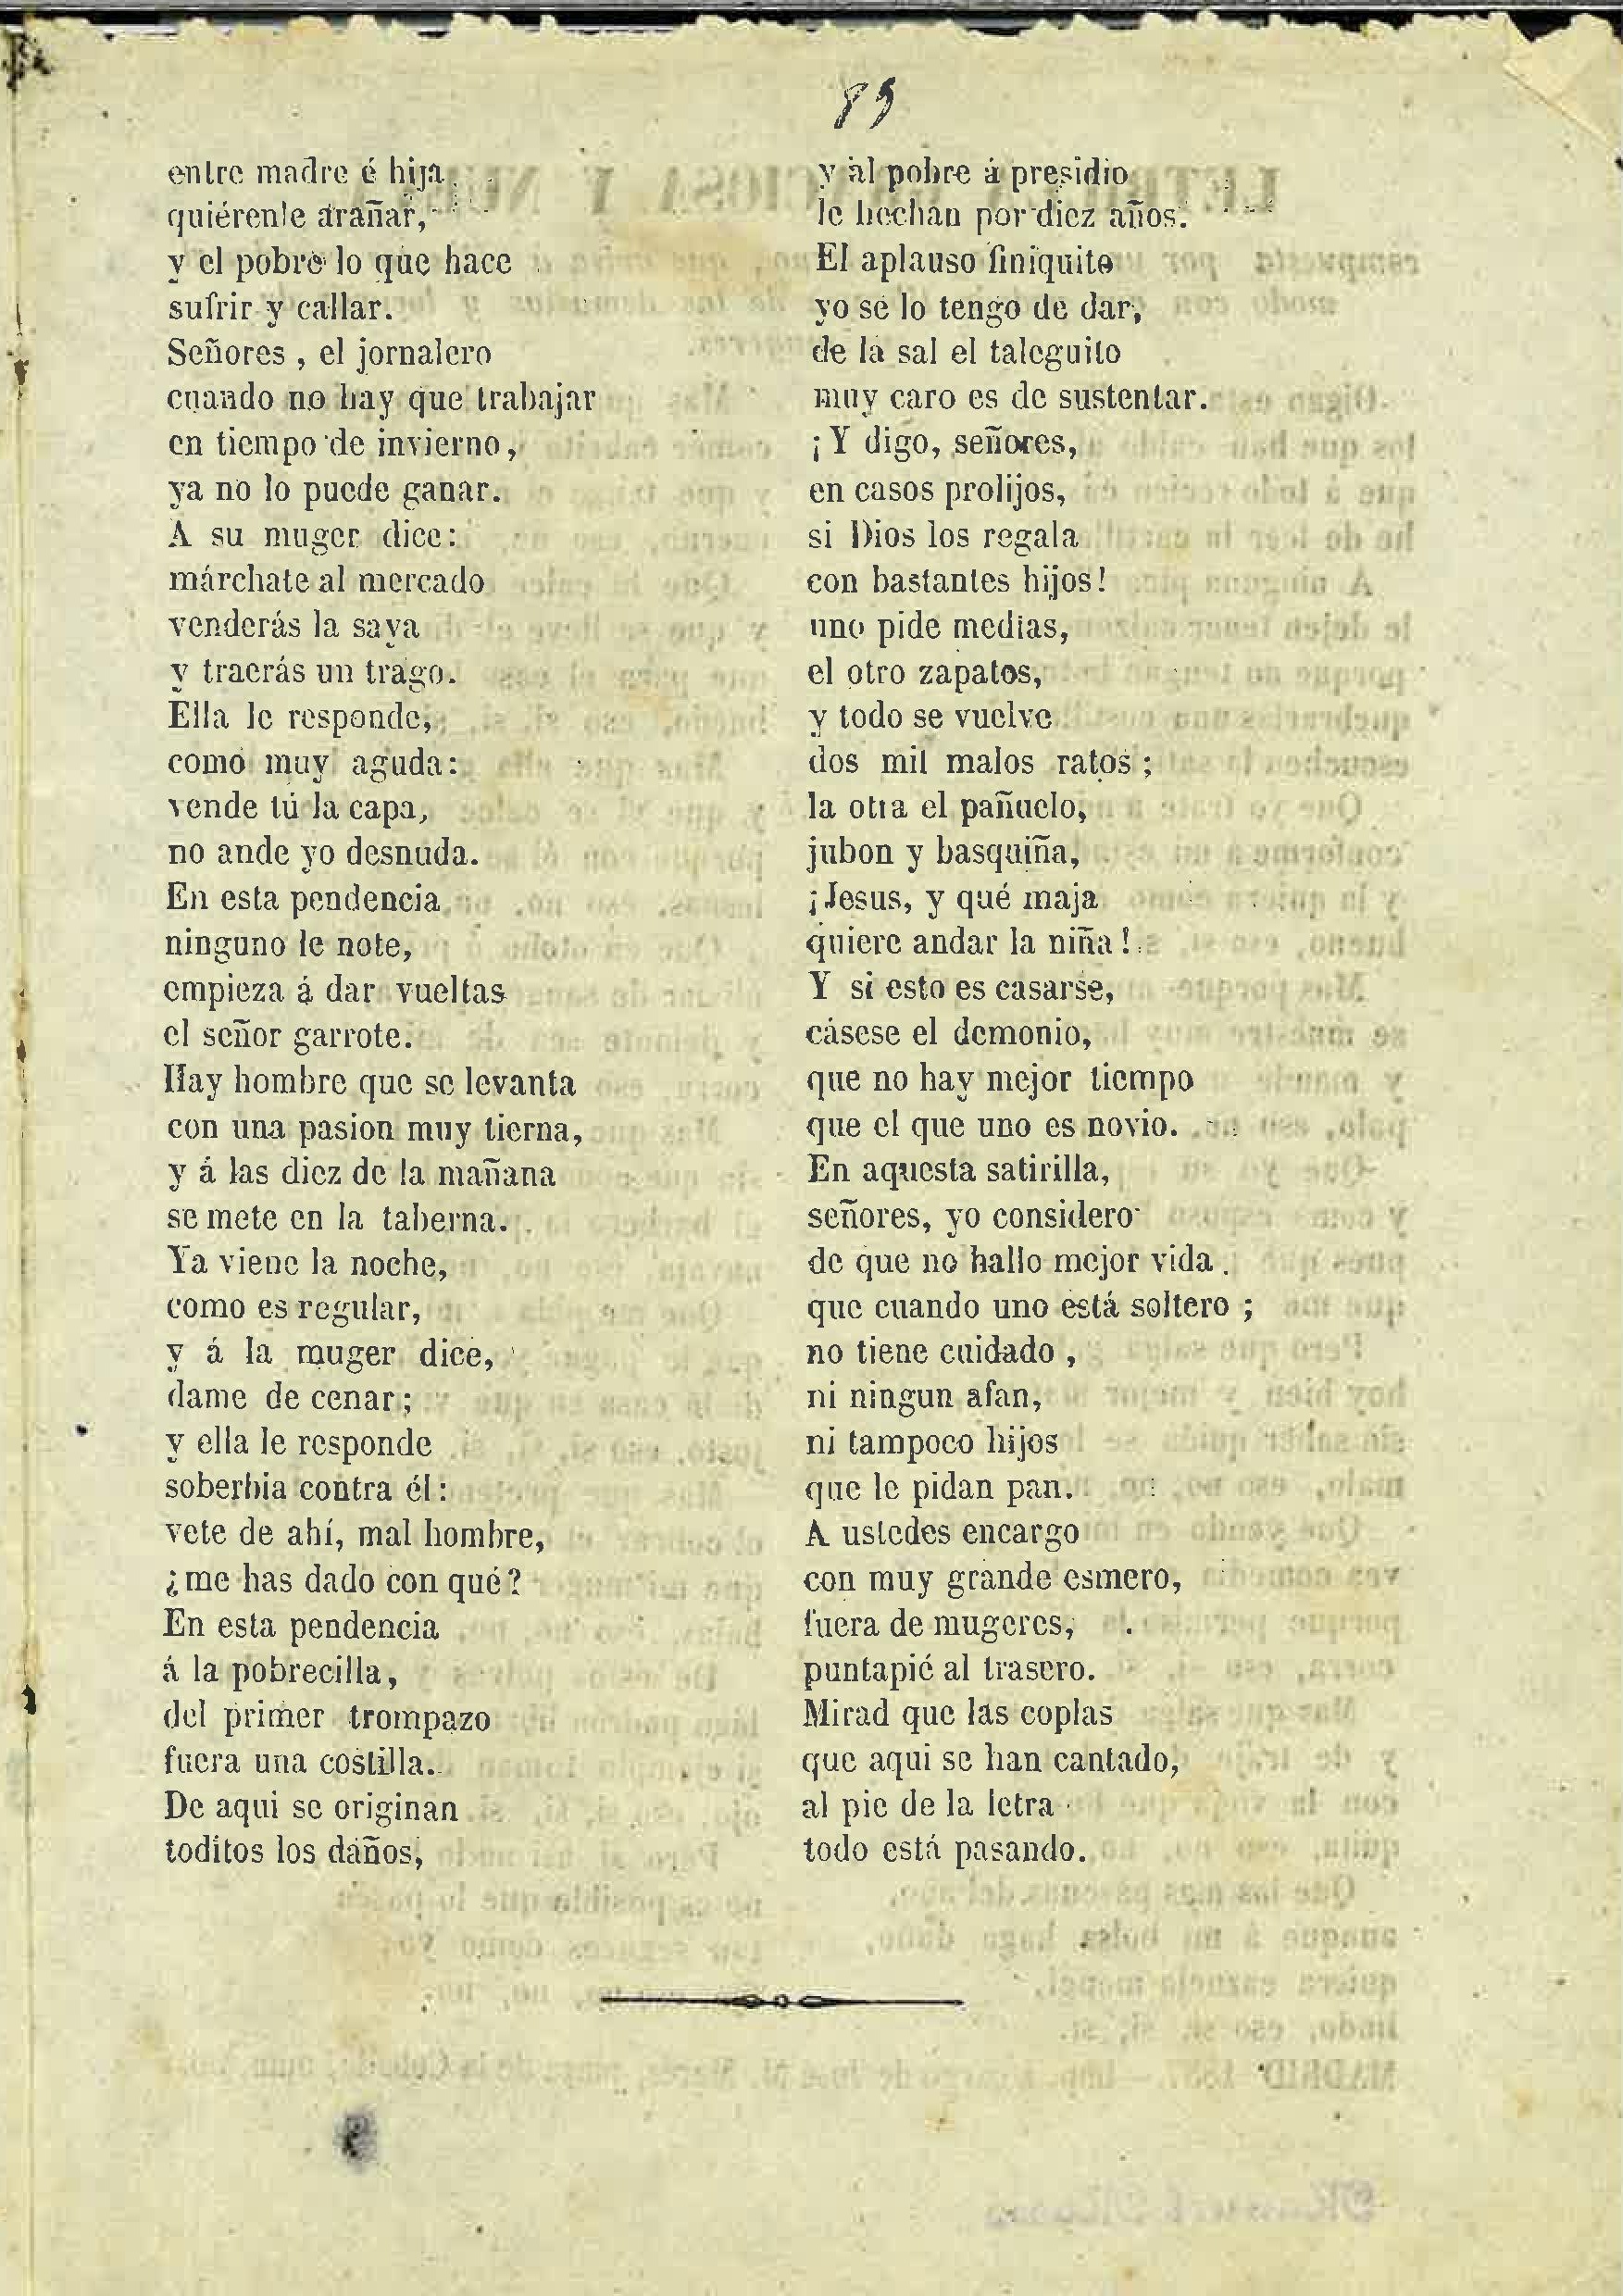 89
entre madre é hija
quiérenle arañar,
y el pobre lo que hace
sufrir y callar.
Señores, el jornalero
cuando no hay que trabajar
en tiempo de invierno,
ya no lo puede ganar.
A su muger dice:
márchate al mercado
venderás la saya
y traerás un trago.
Ella le responde,
como muy aguda:
vende tú la capa,
no ande yo desnuda.
En esta pendencia
ninguno le note,
empieza á dar vueltas
el señor garrote.
Hay hombre que se levanta
con una pasion muy tierna,
y á las diez de la mañana
se mete en la taberna.
Ya viene la noche,
como es regular,
y á la muger dice,
dame de cenar;
y ella le responde
soberbia contra él:
vete de ahí, mal hombre,
¿me has dado con qué?
En esta pendencia
á la pobrecilla,
del primer trompazo
fuera una costilla.
De aqui se originan
toditos los daños,
y al pobre á presidio
le hechan por diez años.
El aplauso finiquito
yo se lo tengo de dar,
de la sal el taleguito
muy caro es de sustentar.
¡Y digo, señores,
en casos prolijos,
si Dios los regala
con bastantes hijos!
uno pide medias,
el otro zapatos,
y todo se vuelve
dos mil malos ratos;
la otra el pañuelo,
jubon y basquiña,
¡Jesus, y qué maja
quiere andar la niña!
Y si esto es casarse,
cásese el demonio,
que no hay mejor tiempo
que el que uno es novio.
En aquesta satirilla,
señores, yo considero
de que no hallo mejor vida
que cuando uno está soltero;
no tiene cuidado,
ni ningun afan,
ni tampoco hijos
que le pidan pan.
A ustedes encargo
con muy grande esmero,
fuera de mugeres,
puntapié al trasero.
Mirad que las coplas
que aqui se han cantado,
al pie de la letra
todo está pasando.